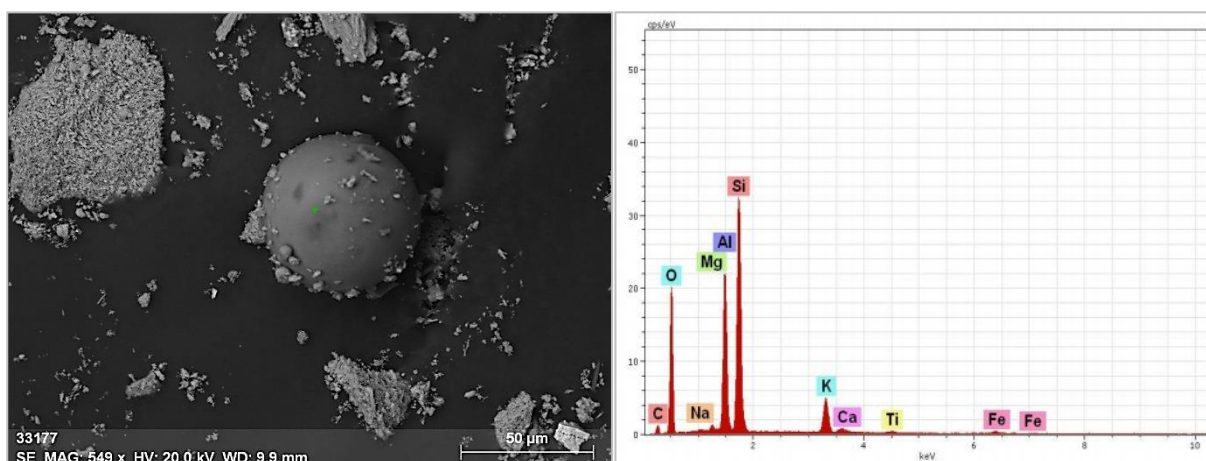 33177
50 µm
SE MAG: 549 x HV: 20.0 kV WD: 9.9 mm
cps/eV
50
40
30
20
10
0
Si
Al
Mg
O
K
C
Na
Ca
Ti
Fe
Fe
2
4
6
8
10
keV